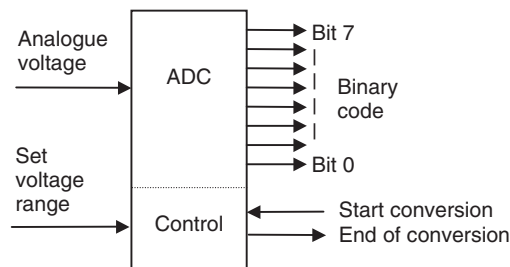 Analogue
voltage
ADC
Bit 7
Binary
code
Bit 0
Set
voltage
range
Control
Start conversion
End of conversion